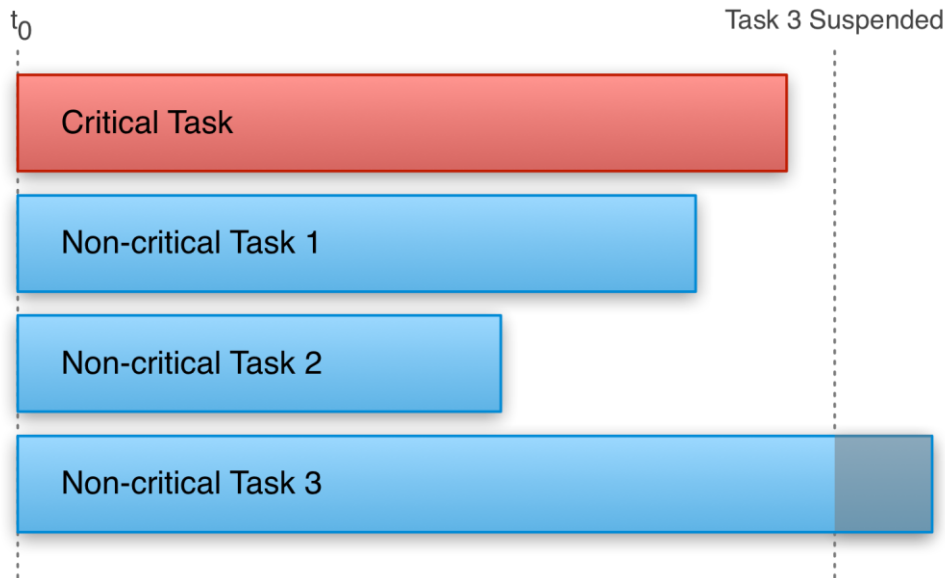 t0
Task 3 Suspended
Critical Task
Non-critical Task 1
Non-critical Task 2
Non-critical Task 3